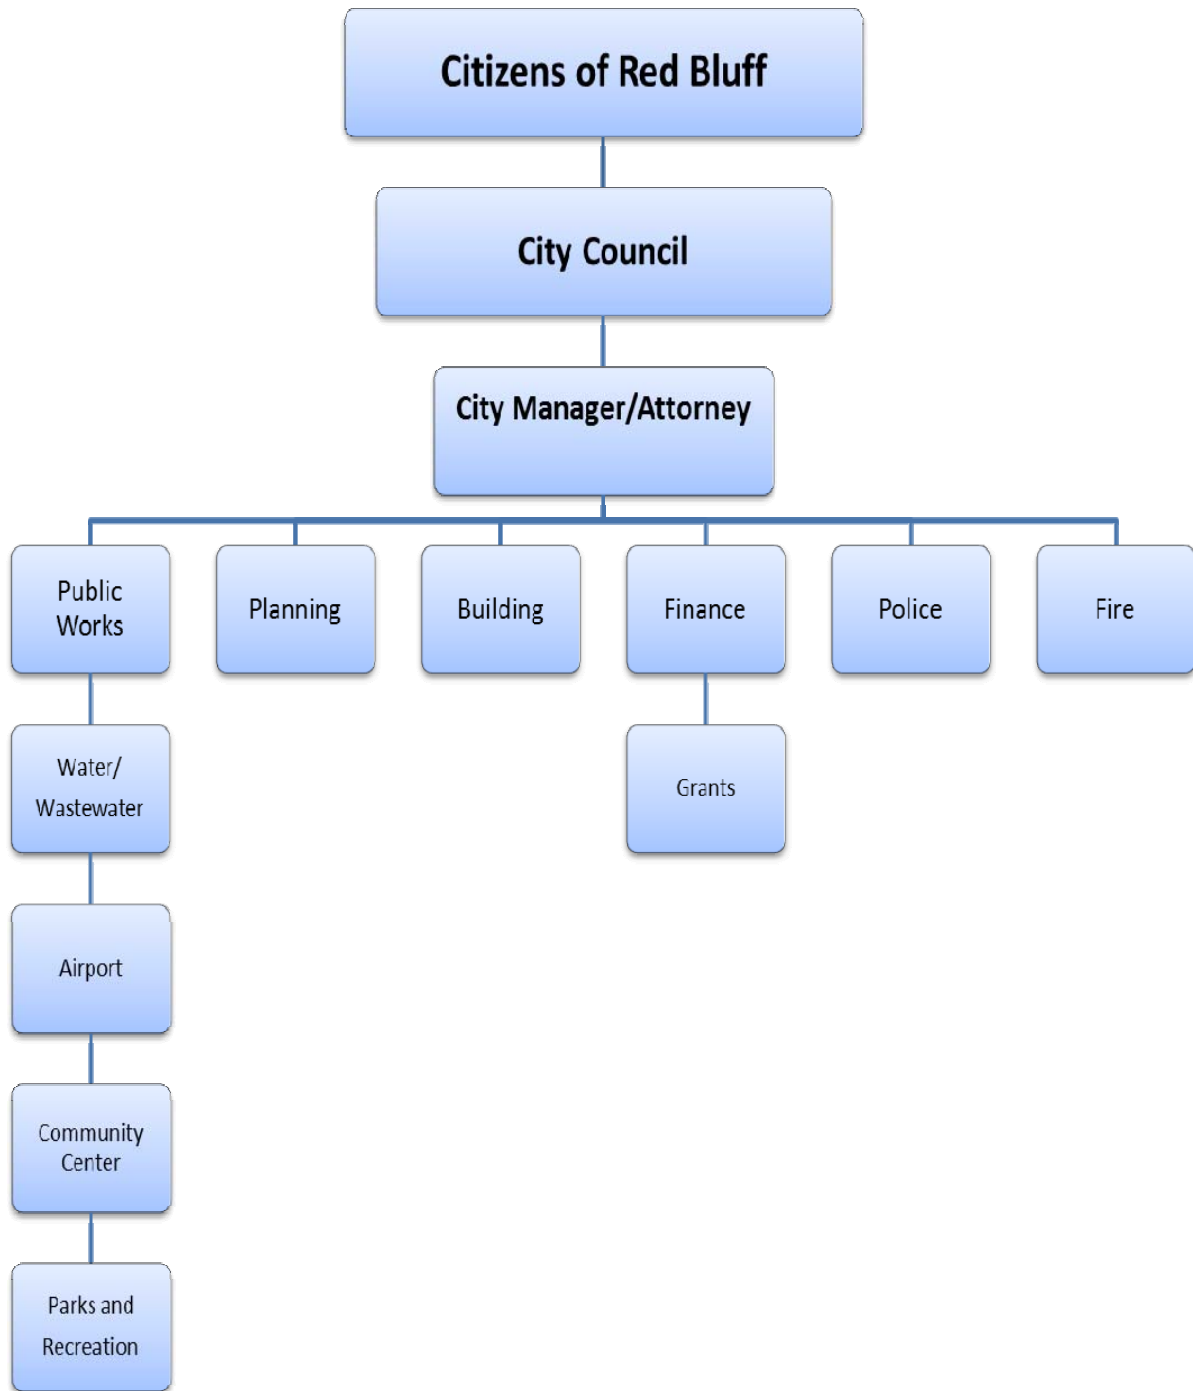 Citizens of Red Bluff
City Council
City Manager/Attorney
Public
Works
Planning
Building
Finance
Police
Fire
Water/
Wastewater
Grants
Airport
Community
Center
Parks and
Recreation